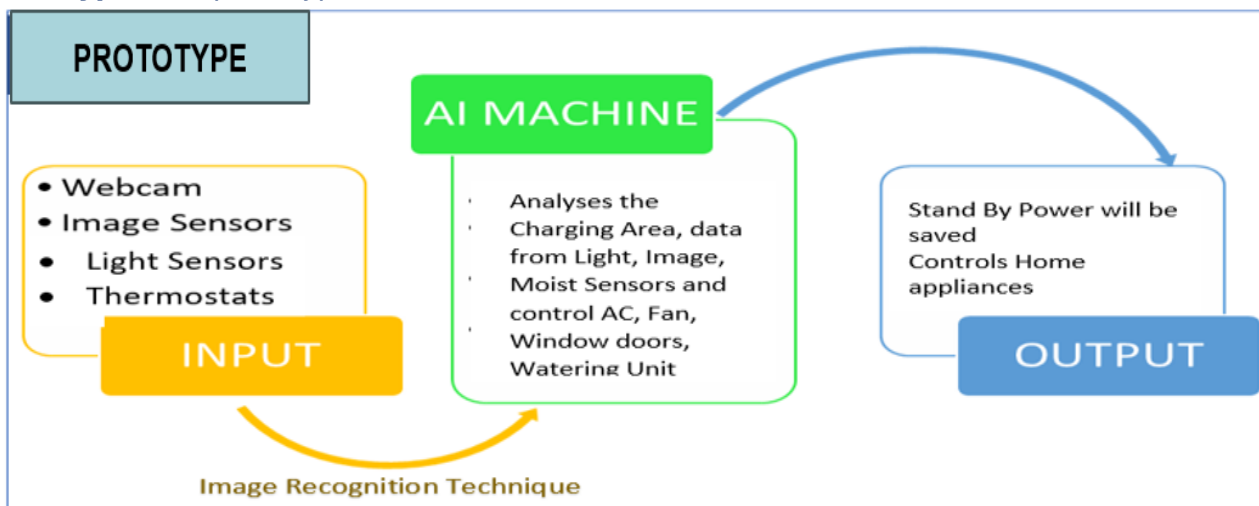 PROTOTYPE
AI MACHINE
• Webcam
• Image Sensors
• Light Sensors
• Thermostats
INPUT
Analyses the
Charging Area, data
from Light, Image,
Moist Sensors and
control AC, Fan,
Window doors,
Watering Unit
Stand By Power will be
saved
Controls Home
appliances
OUTPUT
Image Recognition Technique